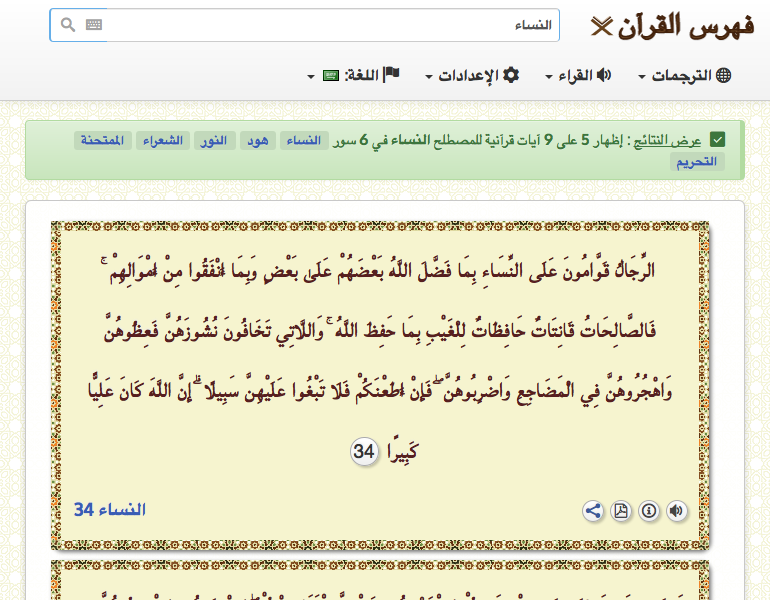 فهرس القرآن
النساء
الترجمات القراء الإعدادات اللغة:
عرض النتائج : إظهار 5 على 9 آيات قرآنية للمصطلح النساء في 6 سور النساء هود النور الشعراء الممتحنة
التحريم
الرِّجَالُ قَوَّامُونَ عَلَى النِّسَاءِ بِمَا فَضَّلَ اللَّهُ بَعْضَهُمْ عَلَىٰ بَعْضٍ وَبِمَا أَنْفَقُوا مِنْ أَمْوَالِهِمْ ۚ
فَالصَّالِحَاتُ قَانِتَاتٌ حَافِظَاتٌ لِلْغَيْبِ بِمَا حَفِظَ اللَّهُ ۚ وَاللَّاتِي تَخَافُونَ نُشُوزَهُنَّ فَعِظُوهُنَّ
وَاهْجُرُوهُنَّ فِي الْمَضَاجِعِ وَاضْرِبُوهُنَّ ۖ فَإِنْ أَطَعْنَكُمْ فَلَا تَبْغُوا عَلَيْهِنَّ سَبِيلًا ۗ إِنَّ اللَّهَ كَانَ عَلِيًّا
كَبِيرًا 34
النساء 34